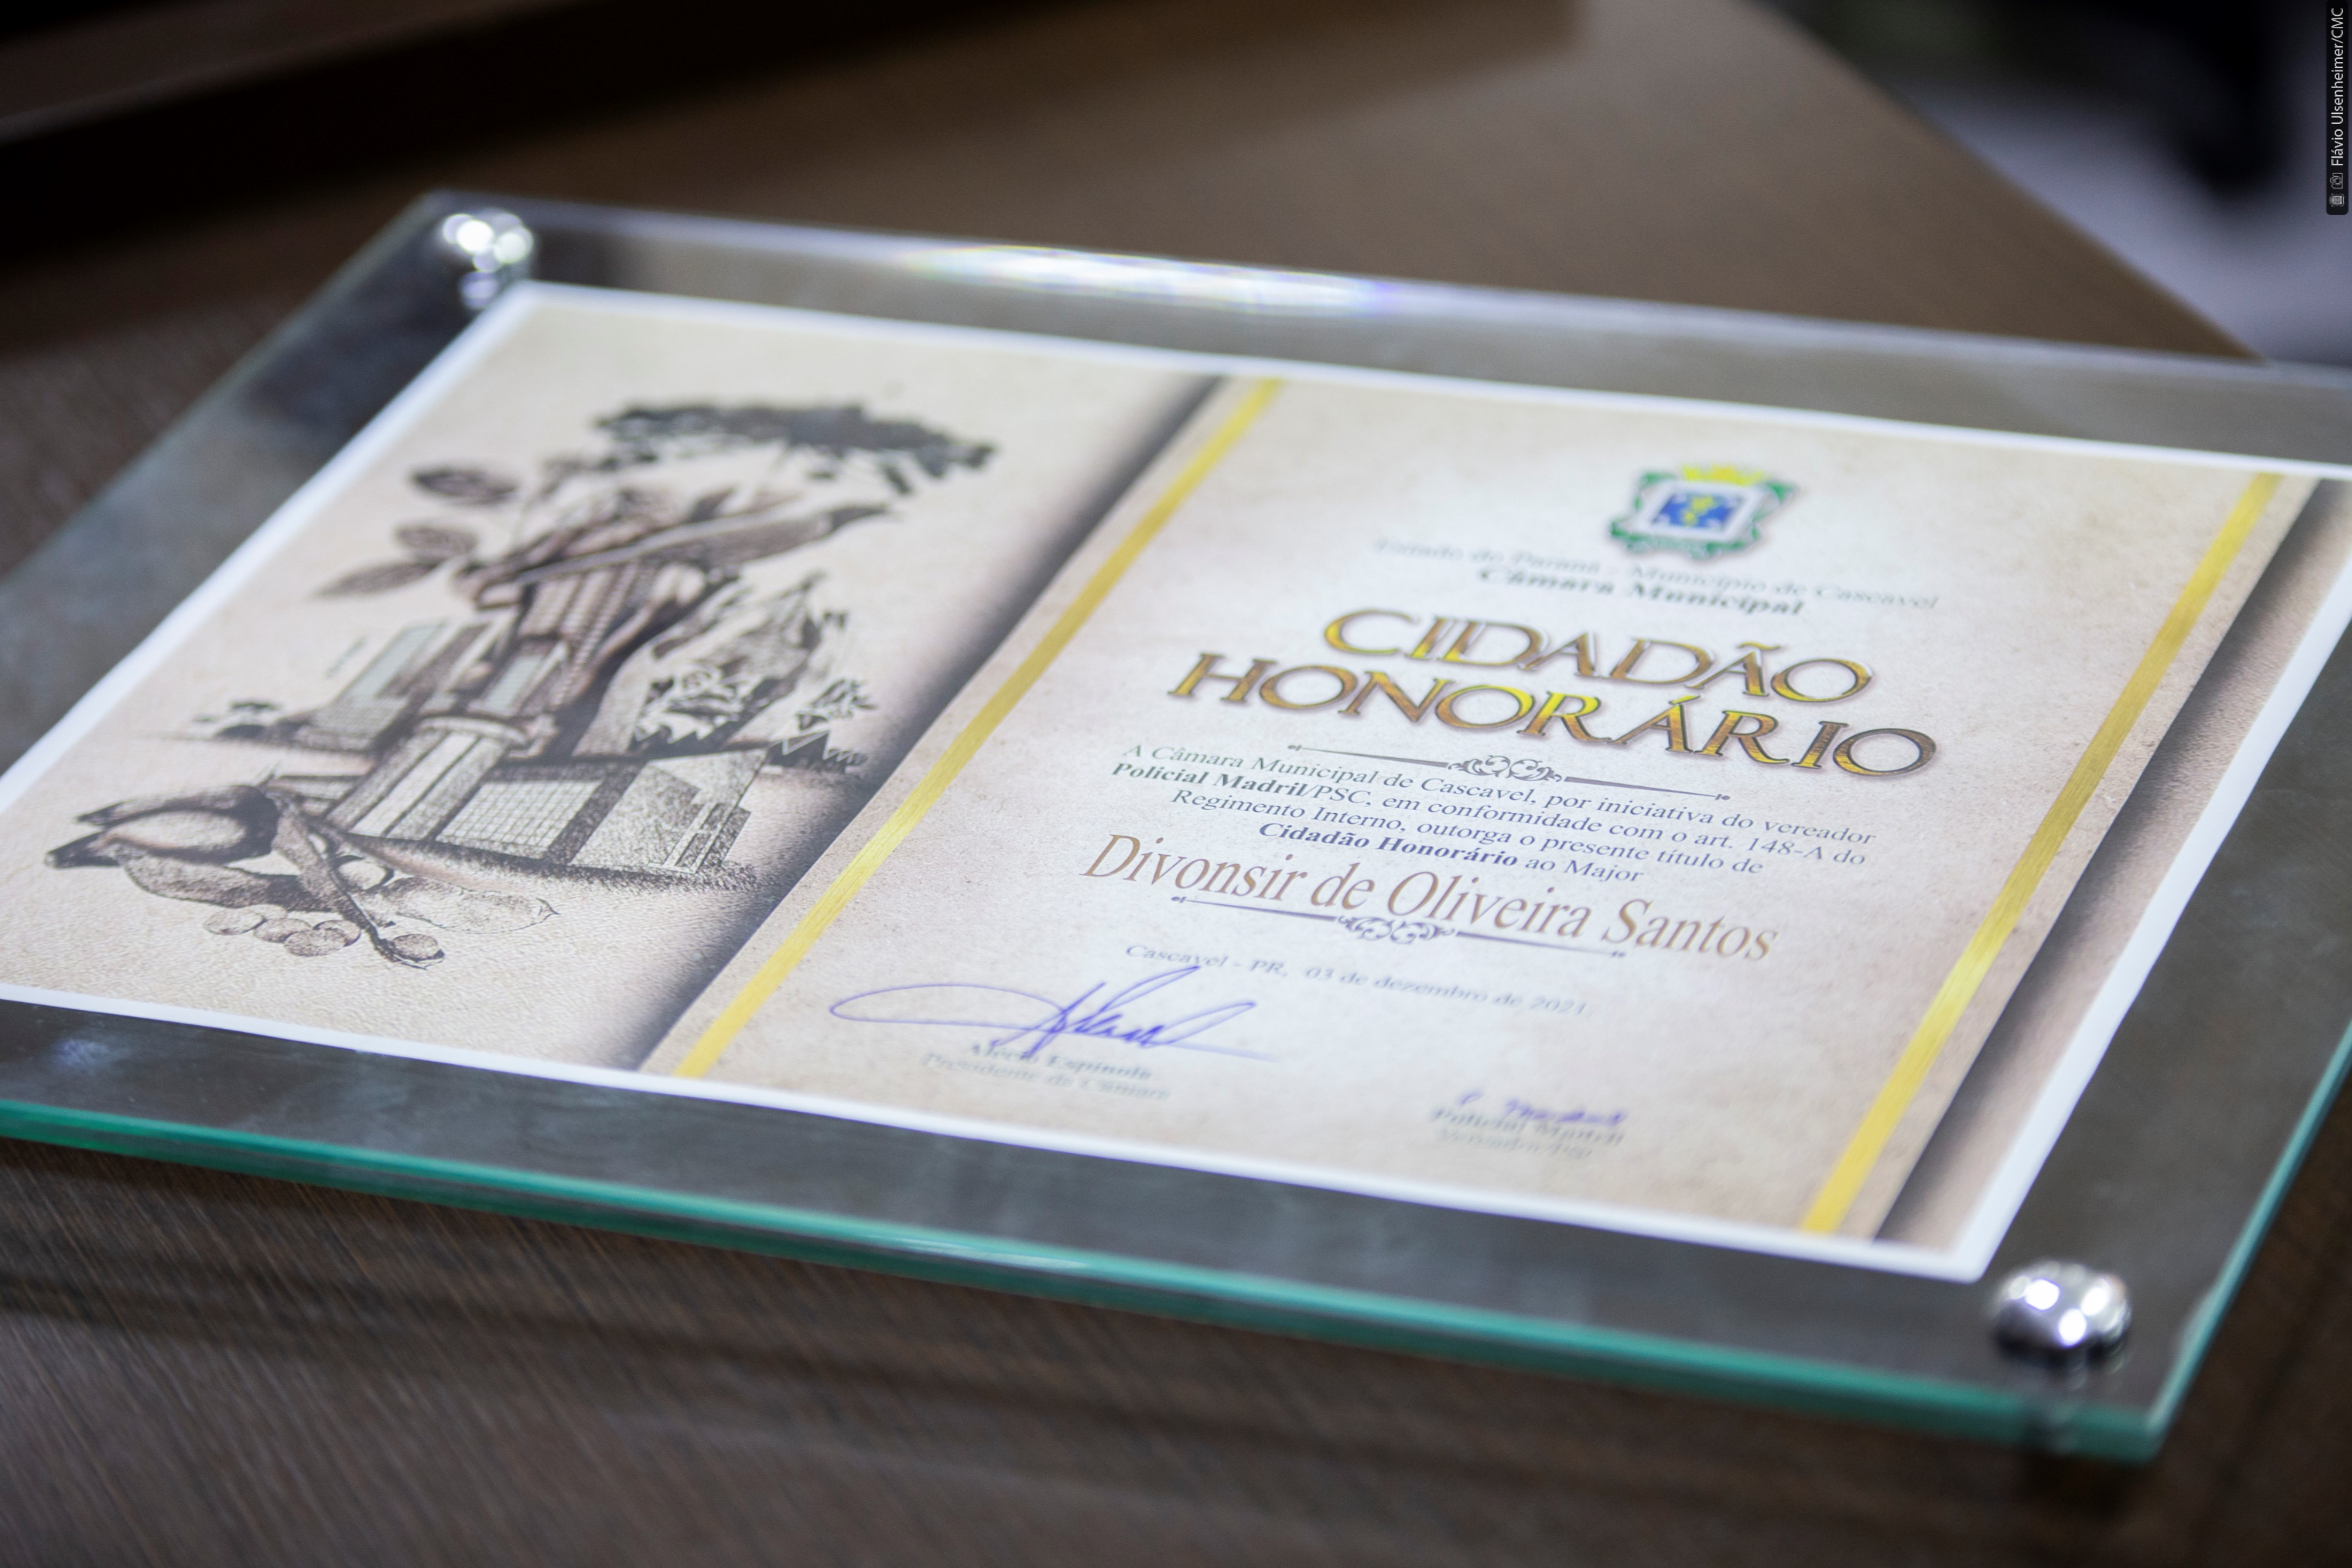 Estado do Paraná - Município de Cascavel
Câmara Municipal
CIDADÃO
HONORÁRIO
A Câmara Municipal de Cascavel, por iniciativa do vereador
Policial Madril/PSC, em conformidade com o art. 148-A do
Regimento Interno, outorga o presente título de
Cidadão Honorário ao Major
Divonsir de Oliveira Santos
Cascavel - PR, 03 de dezembro de 2021
Alécio Espínola
Presidente da Câmara
Policial Madril
Flávio Ulsenheimer/CMC